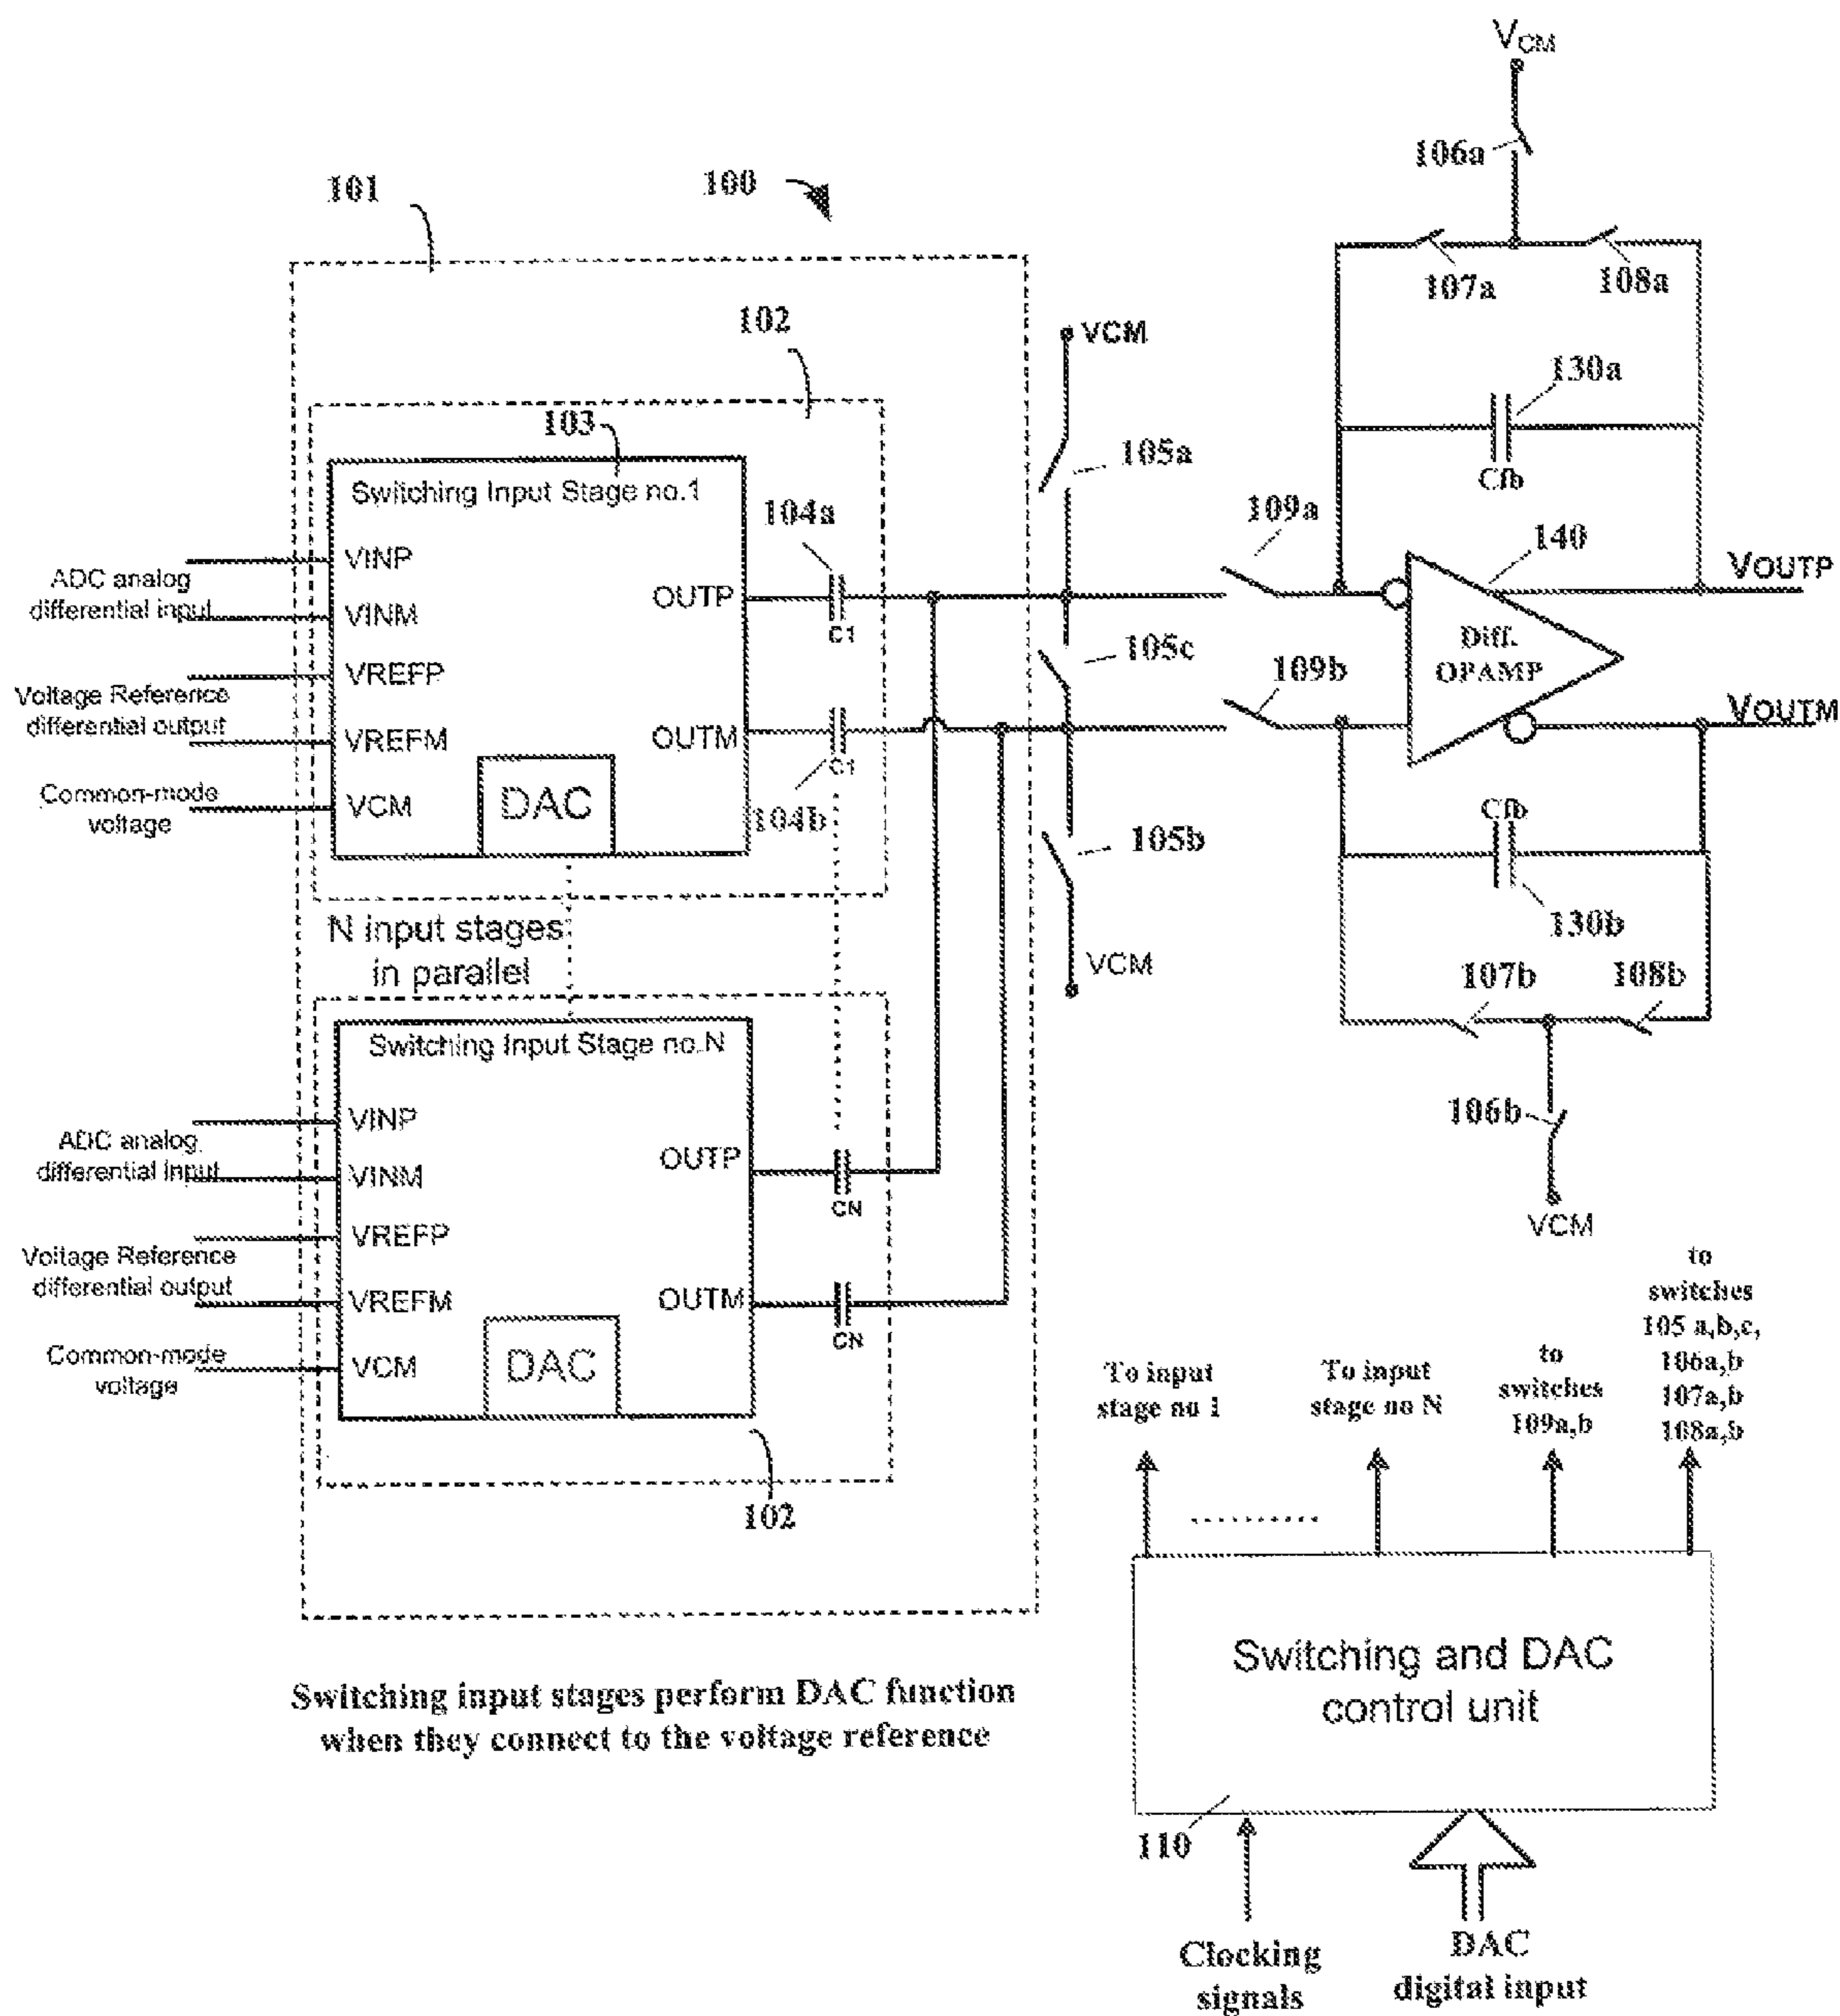 VCM
106a
101
100
107a
108a
102
VCM
130a
103
105a
Cfb
Switching Input Stage no.1
104a
109a
140
VINP
VOUTP
ADC analog
differential input
OUTP
VINM
C1
Diff.
OPAMP
VREFP
105c
109b
Voltage Reference
differential output
OUTM
VOUTM
VREFM
C1
Common-mode
voltage
VCM
DAC
104b
Cfb
105b
130b
N input stages
in parallel
VCM
107b
108b
Switching Input Stage no.N
106b
VINP
ADC analog
differential input
OUTP
VINM
CN
VCM
VREFP
Voltage Reference
differential output
VREFM
OUTM
CN
Common-mode
voltage
VCM
DAC
102
To input
stage no 1
To input
stage no N
to
switches
109a,b
to
switches
105 a,b,c,
106a,b
107a,b
108a,b
Switching and DAC
control unit
Switching input stages perform DAC function
when they connect to the voltage reference
110
Clocking
signals
DAC
digital input